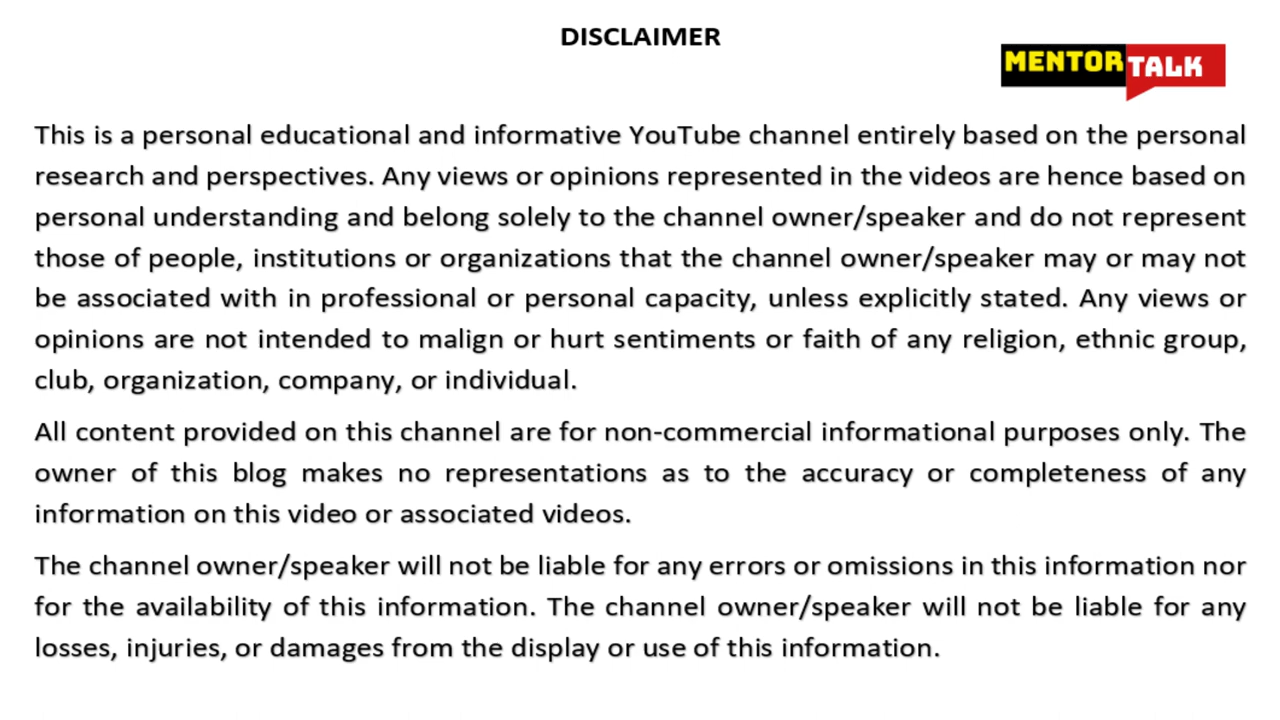 DISCLAIMER
MENTOR TALK
This is a personal educational and informative YouTube channel entirely based on the personal
research and perspectives. Any views or opinions represented in the videos are hence based on
personal understanding and belong solely to the channel owner/speaker and do not represent
those of people, institutions or organizations that the channel owner/speaker may or may not
be associated with in professional or personal capacity, unless explicitly stated. Any views or
opinions are not intended to malign or hurt sentiments or faith of any religion, ethnic group,
club, organization, company, or individual.
All content provided on this channel are for non-commercial informational purposes only. The
owner of this blog makes no representations as to the accuracy or completeness of any
information on this video or associated videos.
The channel owner/speaker will not be liable for any errors or omissions in this information nor
for the availability of this information. The channel owner/speaker will not be liable for any
losses, injuries, or damages from the display or use of this information.